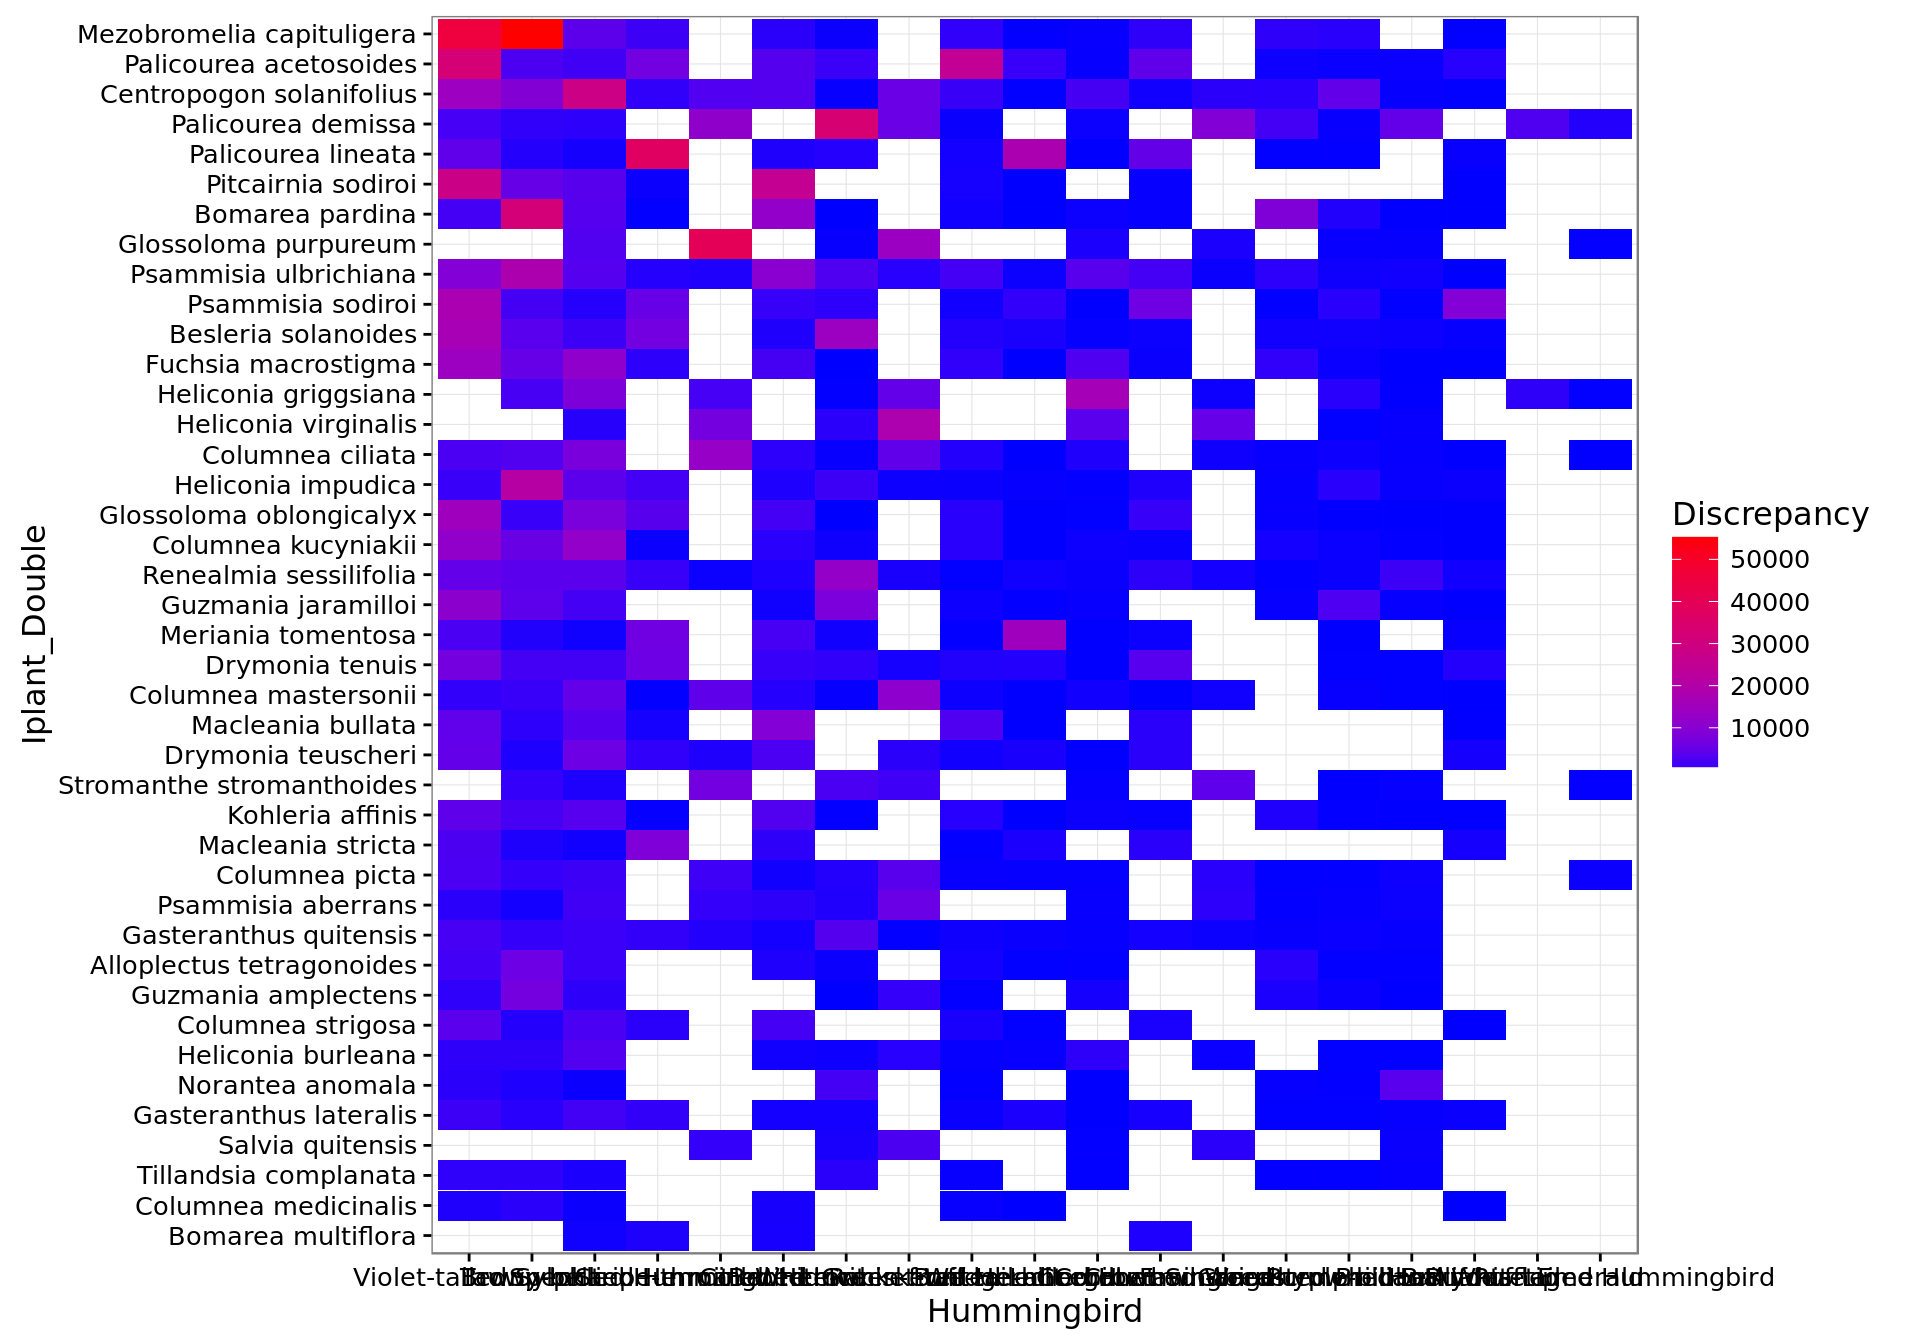 Mezobromelia capituligera
Palicourea acetosoides
Centropogon solanifolius
Palicourea demissa
Palicourea lineata
Pitcairnia sodiroi
Bomarea pardina
Glossoloma purpureum
Psammisia ulbrichiana
Psammisia sodiroi
Besleria solanoides
Fuchsia macrostigma
Heliconia griggsiana
Heliconia virginalis
Columnea ciliata
Heliconia impudica
Glossoloma oblongicalyx
Columnea kucyniakii
Renealmia sessilifolia
Guzmania jaramilloi
Meriania tomentosa
Drymonia tenuis
Columnea mastersonii
Macleania bullata
Drymonia teuscheri
Stromanthe stromanthoides
Kohleria affinis
Macleania stricta
Columnea picta
Psammisia aberrans
Gasteranthus quitensis
Alloplectus tetragonoides
Guzmania amplectens
Columnea strigosa
Heliconia burleana
Norantea anomala
Gasteranthus lateralis
Salvia quitensis
Tillandsia complanata
Columnea medicinalis
Bomarea multiflora
Iplant_Double
Hummingbird
Hummingbird
Discrepancy
50000
40000
30000
20000
10000